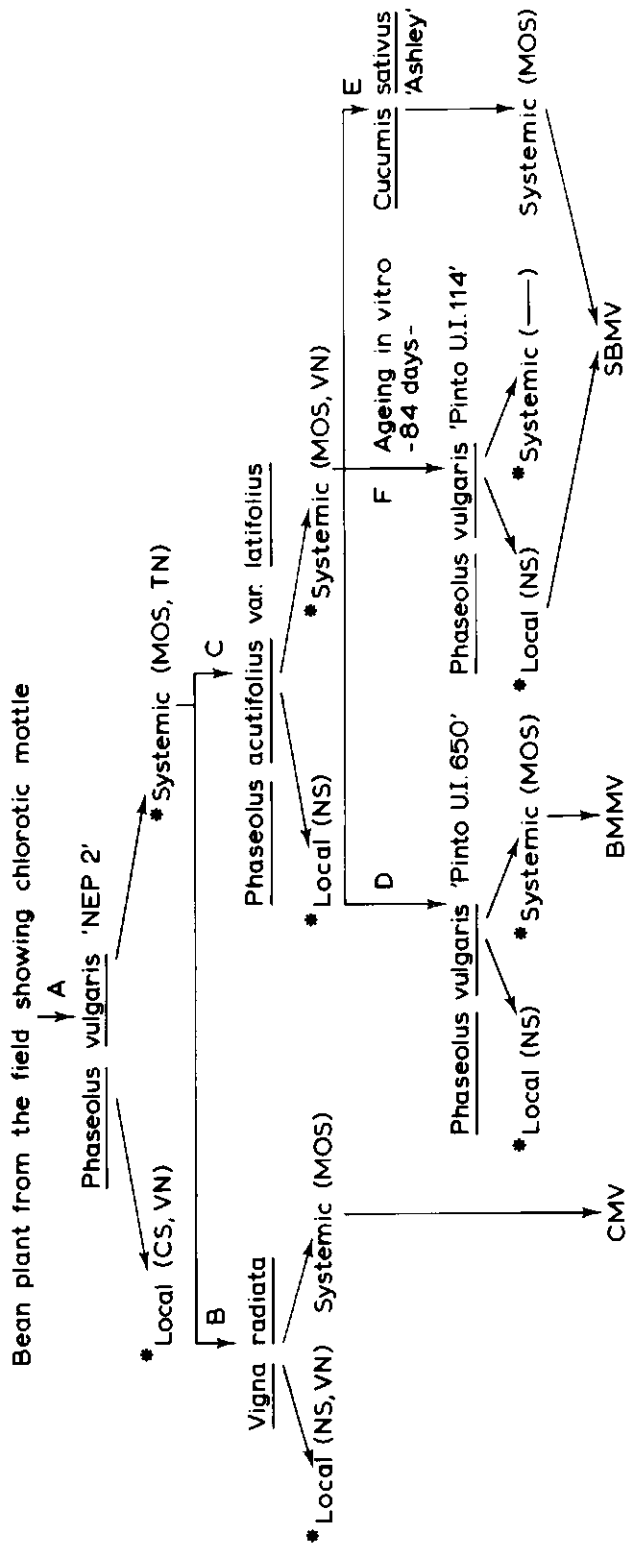 Bean plant from the field showing chlorotic mottle
A
Phaseolus vulgaris 'NEP 2'
*Local (CS, VN)
*Systemic (MOS, TN)
B
C
Vigna radiata
Phaseolus acutifolius var. latifolius
*Local (NS, VN)
Systemic (MOS)
*Local (NS)
*Systemic (MOS, VN)
D
F
Ageing in vitro
-84 days-
E
Phaseolus vulgaris 'Pinto U.I. 650'
Phaseolus vulgaris 'Pinto U.I. 114'
Cucumis sativus
'Ashley'
*Local (NS)
*Systemic (MOS)
*Local (NS)
*Systemic (—)
Systemic (MOS)
CMV
BMMV
SBMV